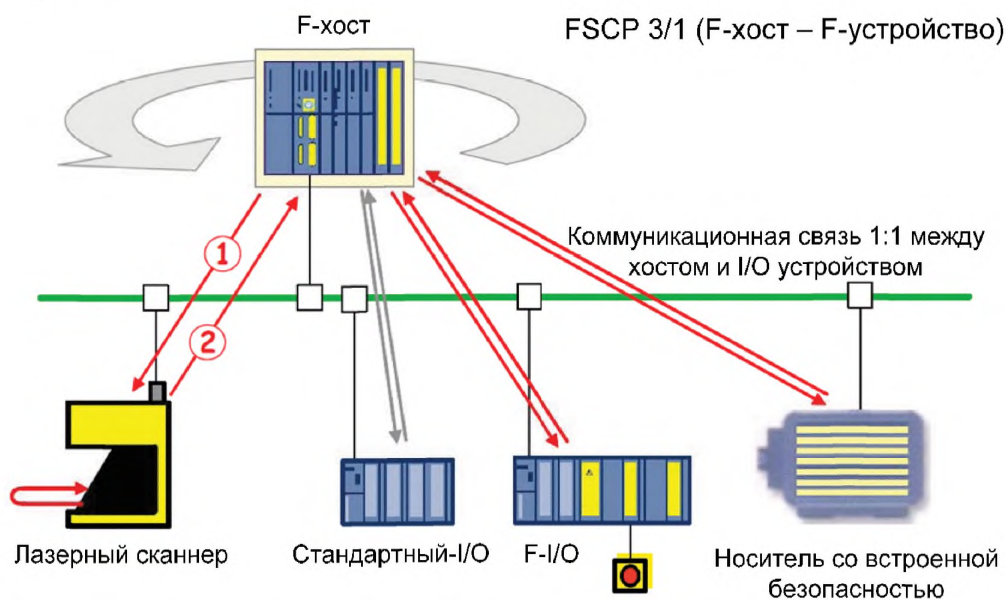 F-хост
FSCP 3/1 (F-хост – F-устройство)
Коммуникационная связь 1:1 между
хостом и I/O устройством
1
2
Лазерный сканнер
Стандартный-I/O
F-I/O
Носитель со встроенной
безопасностью